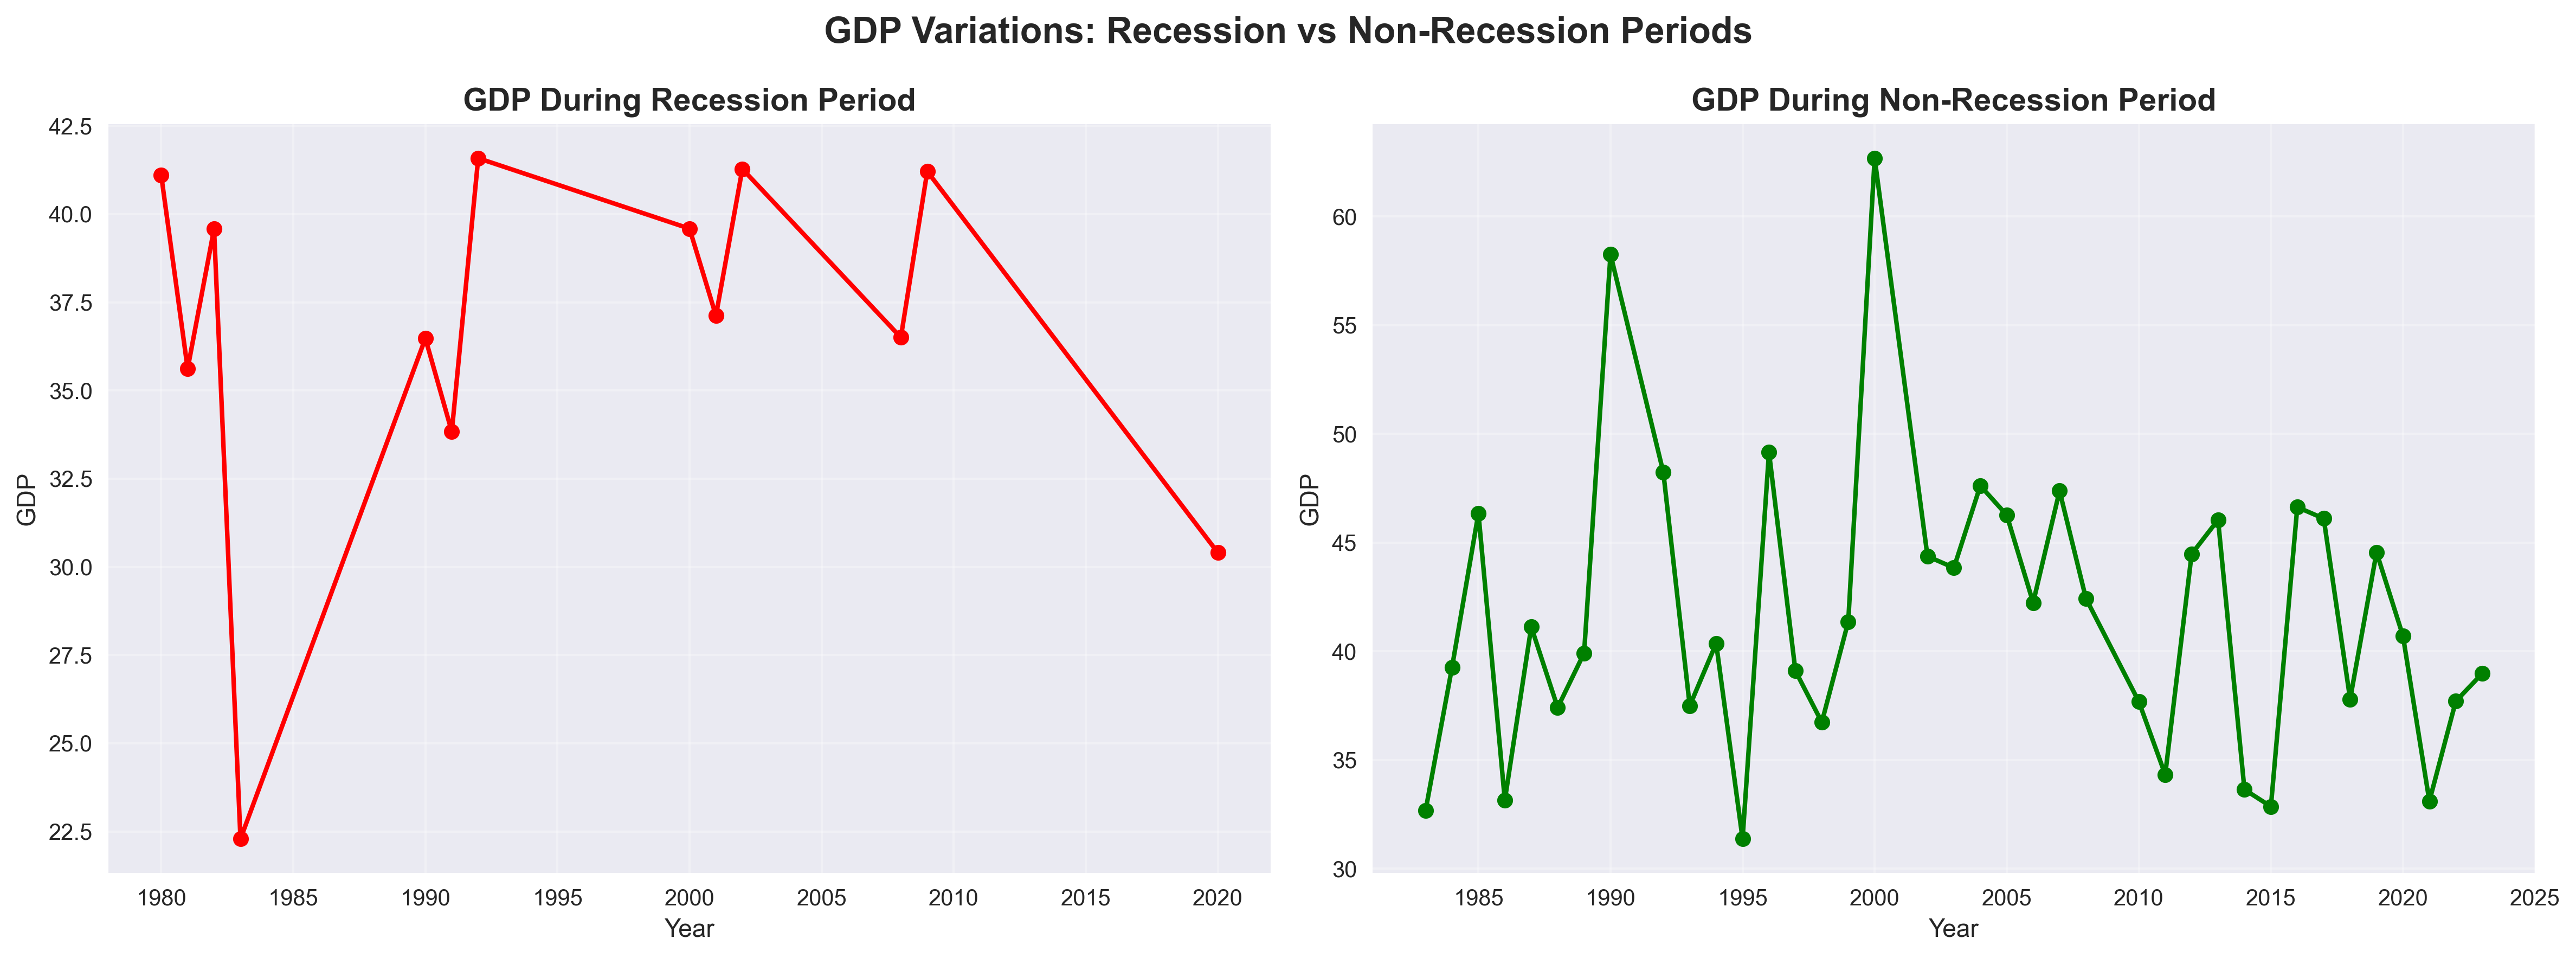 GDP Variations: Recession vs Non-Recession Periods
GDP During Recession Period
42.5
40.0
37.5
35.0
32.5
30.0
27.5
25.0
22.5
GDP
1980 1985 1990 1995 2000 2005 2010 2015 2020
Year
GDP During Non-Recession Period
60
55
50
45
40
35
30
GDP
1985 1990 1995 2000 2005 2010 2015 2020 2025
Year